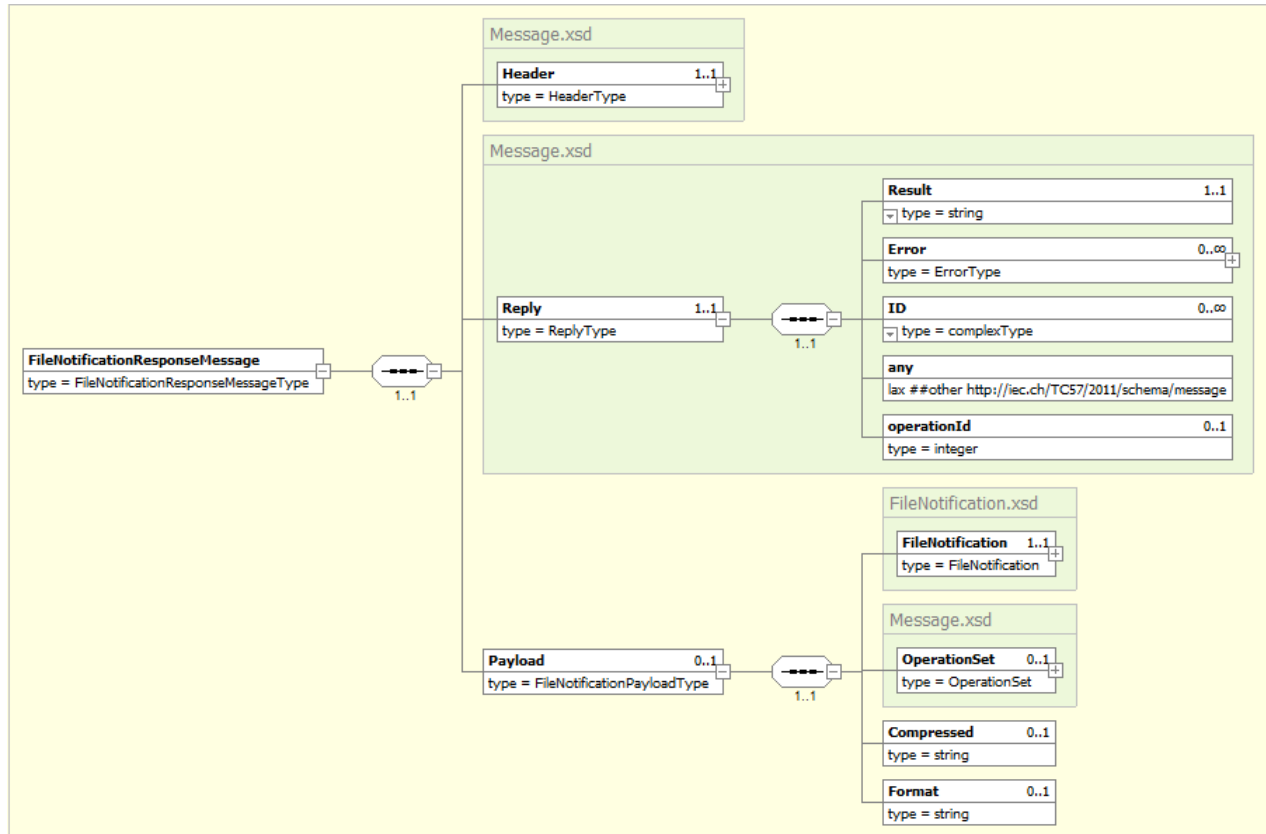 Message.xsd
Header 1..1
type = HeaderType
Message.xsd
Result 1..1
type = string
Error 0..∞
type = ErrorType
Reply 1..1
type = ReplyType
1..1
ID 0..∞
type = complexType
FileNotificationResponseMessage
type = FileNotificationResponseMessageType
1..1
any
lax ##other http://iec.ch/TC57/2011/schema/message
operationId 0..1
type = integer
FileNotification.xsd
FileNotification 1..1
type = FileNotification
Message.xsd
Payload 0..1
type = FileNotificationPayloadType
1..1
OperationSet 0..1
type = OperationSet
Compressed 0..1
type = string
Format 0..1
type = string